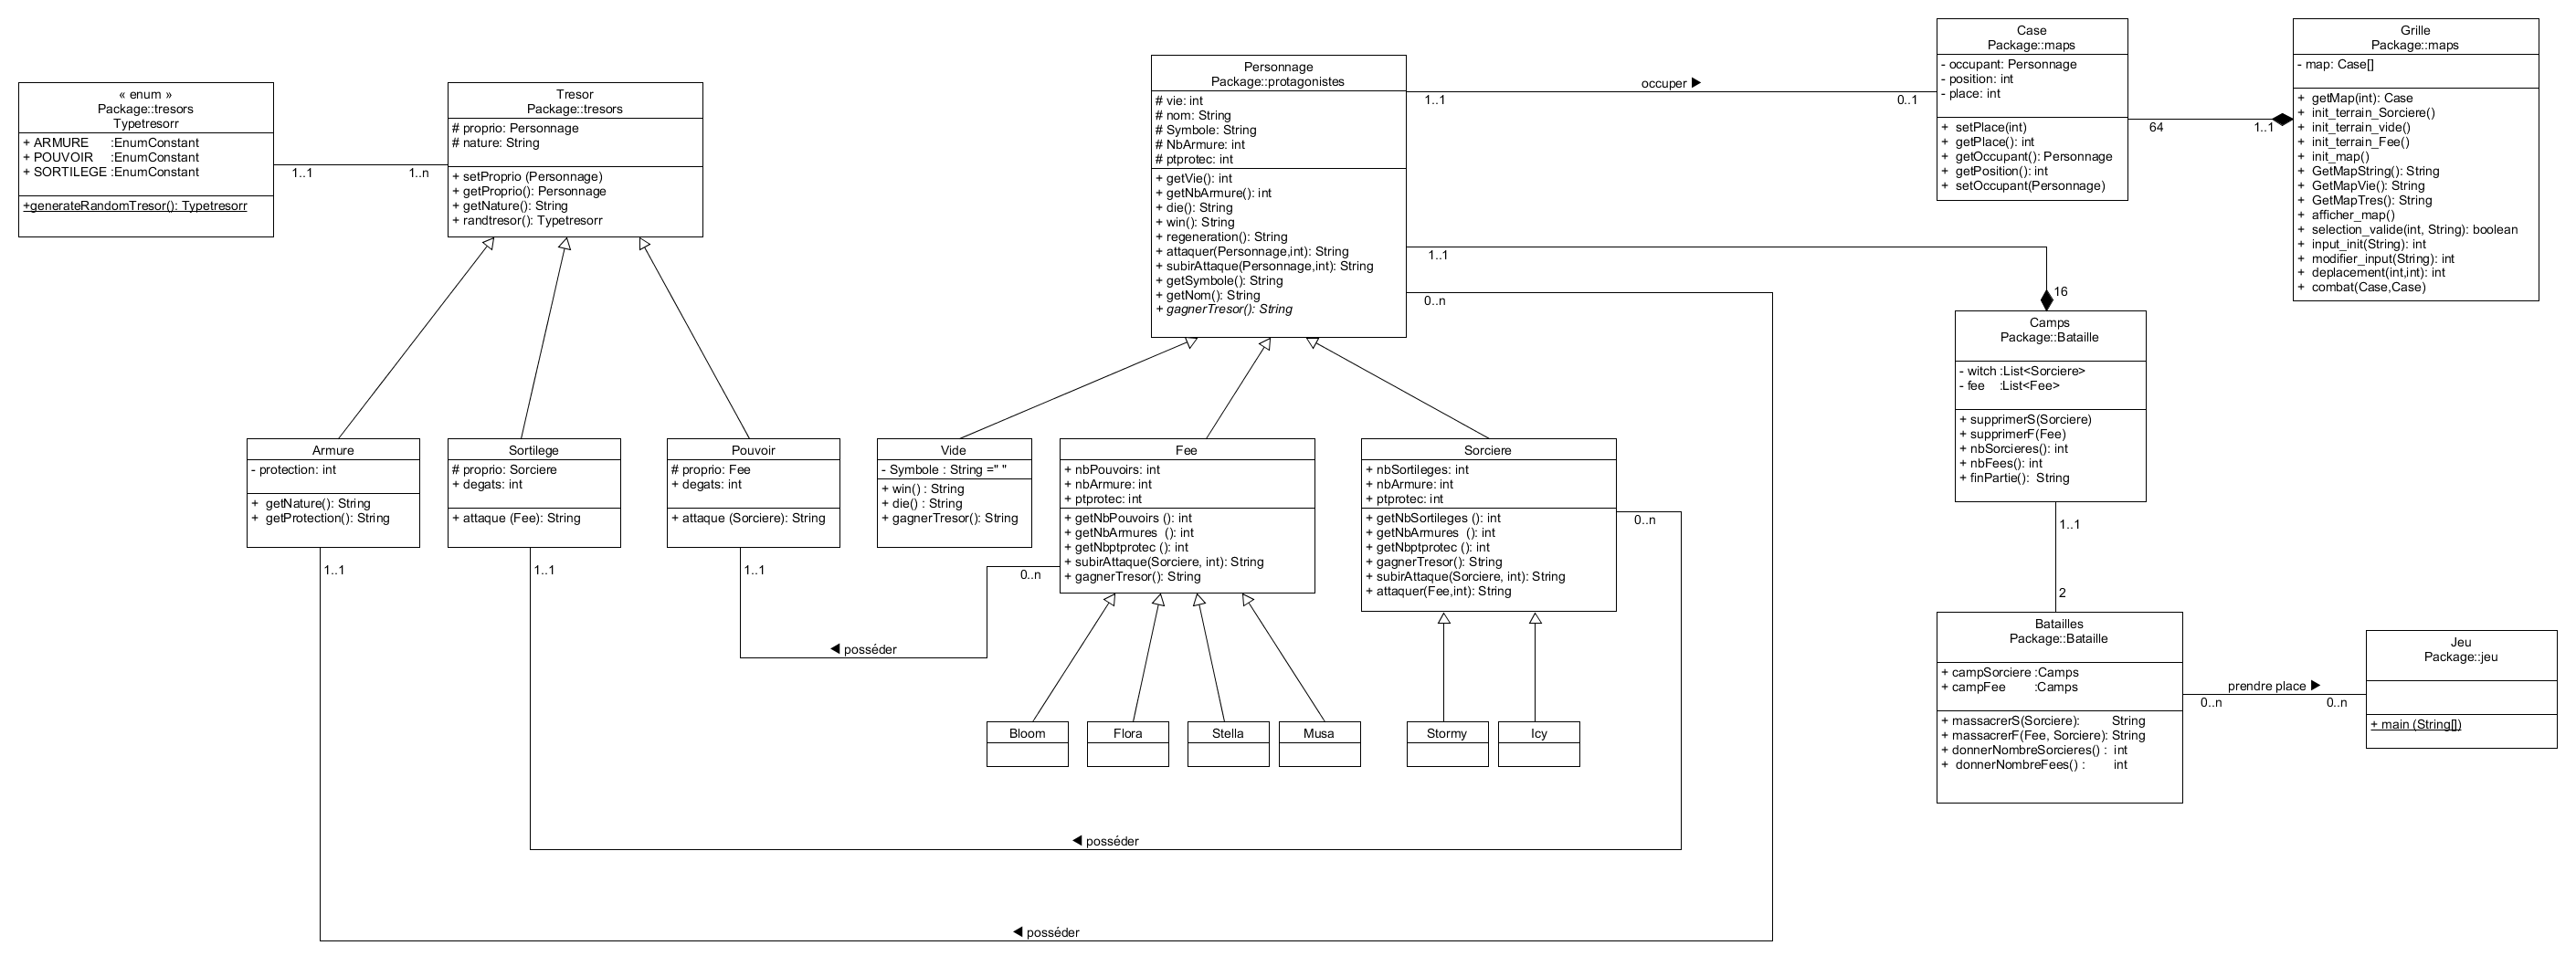 « enum »
Package::tresors
Typetresorr
+ ARMURE :EnumConstant
+ POUVOIR :EnumConstant
+ SORTILEGE :EnumConstant
+generateRandomTresor(): Typetresorr
1..1
1..n
Tresor
Package::tresors
# proprio: Personnage
# nature: String
+ setProprio (Personnage)
+ getProprio(): Personnage
+ getNature(): String
+ randtresor(): Typetresorr
Personnage
Package::protagonistes
# vie: int
# nom: String
# Symbole: String
# NbArmure: int
# ptprotec: int
+ getVie(): int
+ getNbArmure(): int
+ die(): String
+ win(): String
+ regeneration(): String
+ attaquer(Personnage,int): String
+ subirAttaque(Personnage,int): String
+ getSymbole(): String
+ getNom(): String
+ gagnerTresor(): String
occuper ▶
1..1
0..1
Case
Package::maps
- occupant: Personnage
- position: int
- place: int
+ setPlace(int)
+ getPlace(): int
+ getOccupant(): Personnage
+ getPosition(): int
+ setOccupant(Personnage)
64
1..1
Grille
Package::maps
- map: Case[]
+ getMap(int): Case
+ init_terrain_Sorciere()
+ init_terrain_vide()
+ init_terrain_Fee()
+ init_map()
+ GetMapString(): String
+ GetMapVie(): String
+ GetMapTres(): String
+ afficher_map()
+ selection_valide(int, String): boolean
+ input_init(String): int
+ modifier_input(String): int
+ deplacement(int,int): int
+ combat(Case,Case)
1..1
16
0..n
Camps
Package::Bataille
- witch :List<Sorciere>
- fee :List<Fee>
+ supprimerS(Sorciere)
+ supprimerF(Fee)
+ nbSorcieres(): int
+ nbFees(): int
+ finPartie(): String
Armure
- protection: int
+ getNature(): String
+ getProtection(): String
Sortilege
# proprio: Sorciere
+ degats: int
+ attaque (Fee): String
Pouvoir
# proprio: Fee
+ degats: int
+ attaque (Sorciere): String
Vide
- Symbole : String =" "
+ win() : String
+ die() : String
+ gagnerTresor(): String
Fee
+ nbPouvoirs: int
+ nbArmure: int
+ ptprotec: int
+ getNbPouvoirs (): int
+ getNbArmures (): int
+ getNbptprotec (): int
+ subirAttaque(Sorciere, int): String
+ gagnerTresor(): String
Sorciere
+ nbSortileges: int
+ nbArmure: int
+ ptprotec: int
+ getNbSortileges (): int
+ getNbArmures (): int
+ getNbptprotec (): int
+ gagnerTresor(): String
+ subirAttaque(Sorciere, int): String
+ attaquer(Fee,int): String
0..n
1..1
1..1
1..1
0..n
1..1
2
◀ posséder
Batailles
Package::Bataille
+ campSorciere :Camps
+ campFee :Camps
+ massacrerS(Sorciere): String
+ massacrerF(Fee, Sorciere): String
+ donnerNombreSorcieres() : int
+ donnerNombreFees() : int
prendre place ▶
0..n
0..n
Jeu
Package::jeu
+ main (String[])
Bloom
Flora
Stella
Musa
Stormy
Icy
◀ posséder
◀ posséder